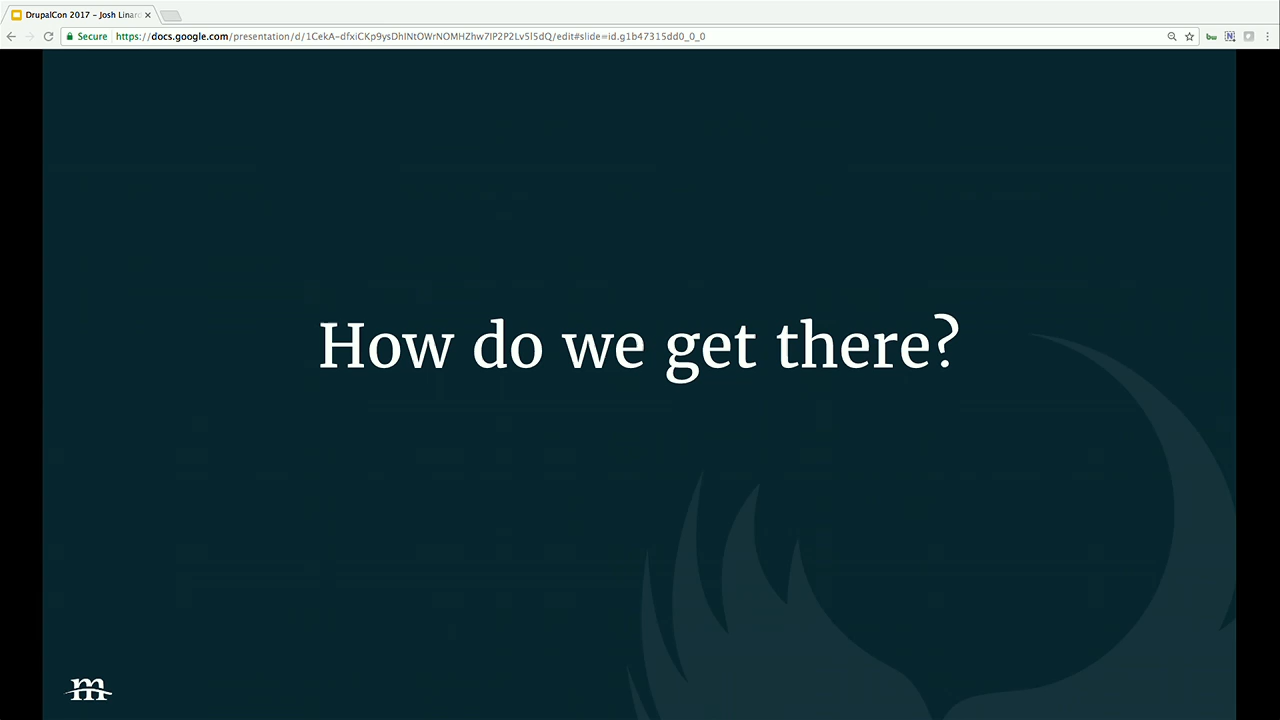 DrupalCon 2017 - Josh Linard
Secure https://docs.google.com/presentation/d/1CekA-dfxiCKp9ysDhINtOWrNOMHZhw7IP2P2Lv5I5dQ/edit#slide=id.g1b47315dd0_0_0
How do we get there?
m